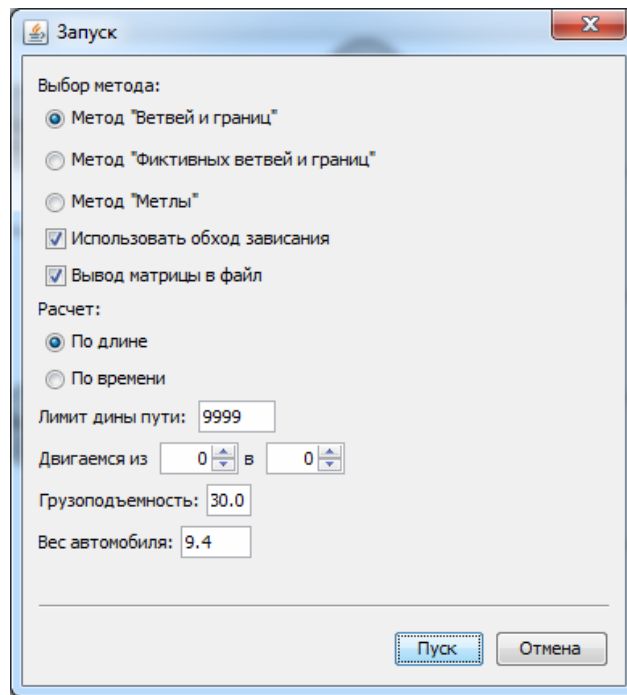 Запуск
Выбор метода:
Метод "Ветвей и границ"
Метод "Фиктивных ветвей и границ"
Метод "Метлы"
Использовать обход зависания
Вывод матрицы в файл
Расчет:
По длине
По времени
Лимит дины пути: 9999
Двигаемся из 0 в 0
Грузоподъемность: 30.0
Вес автомобиля: 9.4
Пуск Отмена